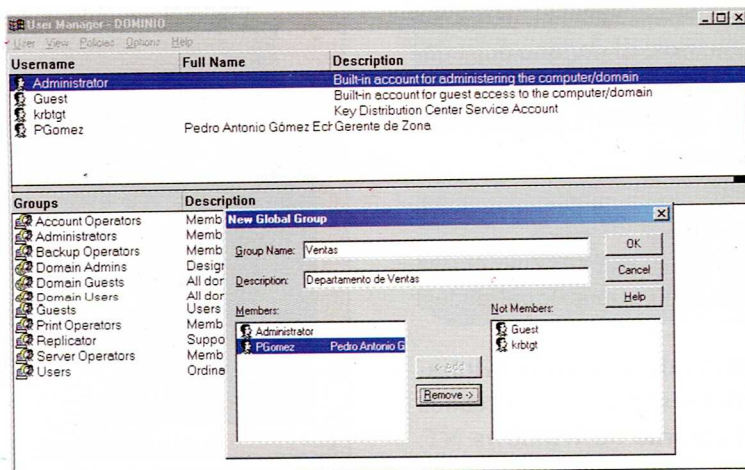 User Manager - DOMINIO
User View Policies Options Help
Username Full Name Description
Administrator Built-in account for administering the computer/domain
Guest Built-in account for guest access to the computer/domain
krbtgt Key Distribution Center Service Account
PGomez Pedro Antonio Gómez Ech Gerente de Zona
Groups Description
Account Operators Memb
Administrators Memb
Backup Operators Memb
Domain Admins Design
Domain Guests All dor
Domain Users All dor
Guests Users
Print Operators Memb
Replicator Suppo
Server Operators Memb
Users Ordina
New Global Group
Group Name: Ventas
Description: Departamento de Ventas
OK
Cancel
Help
Members:
Administrator
PGomez Pedro Antonio G
<- Add
Remove ->
Not Members:
Guest
krbtgt